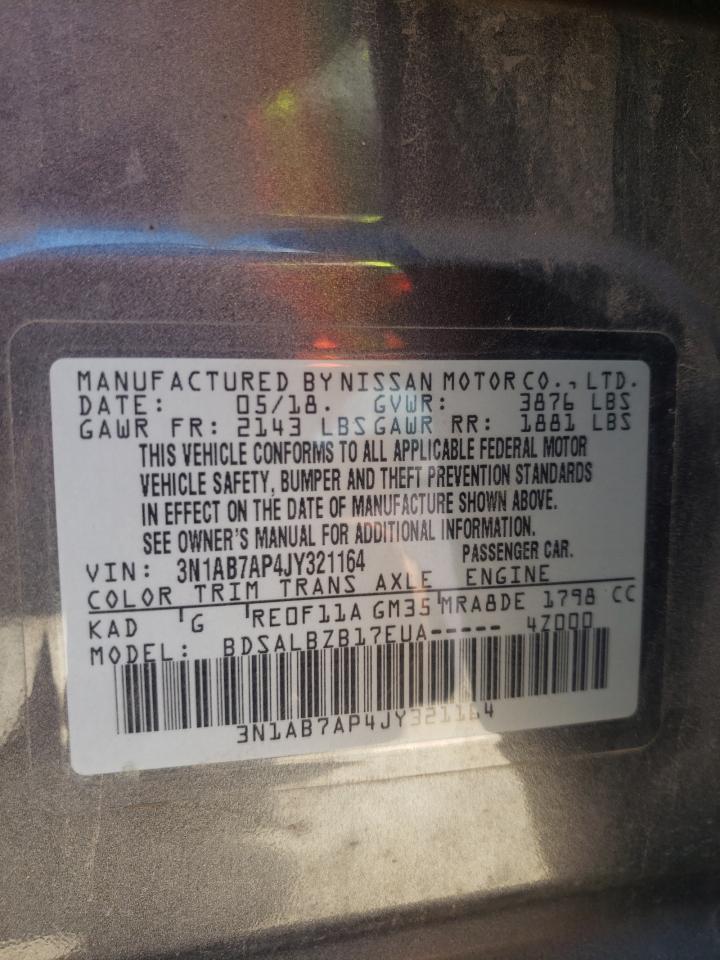 MANUFACTURED BY NISSAN MOTOR CO., LTD.
DATE: 05/18. GVWR: 3876 LBS
GAWR FR: 2143 LBS GAWR RR: 1881 LBS
THIS VEHICLE CONFORMS TO ALL APPLICABLE FEDERAL MOTOR
VEHICLE SAFETY, BUMPER AND THEFT PREVENTION STANDARDS
IN EFFECT ON THE DATE OF MANUFACTURE SHOWN ABOVE.
SEE OWNER'S MANUAL FOR ADDITIONAL INFORMATION.
VIN: 3N1AB7AP4JY321164 PASSENGER CAR.
COLOR TRIM TRANS AXLE ENGINE
KAD G RE0F11A GM35 MRA8DE 1798 CC
MODEL: BDSALBZB17EUA----- 4Z000
3N1AB7AP4JY321164